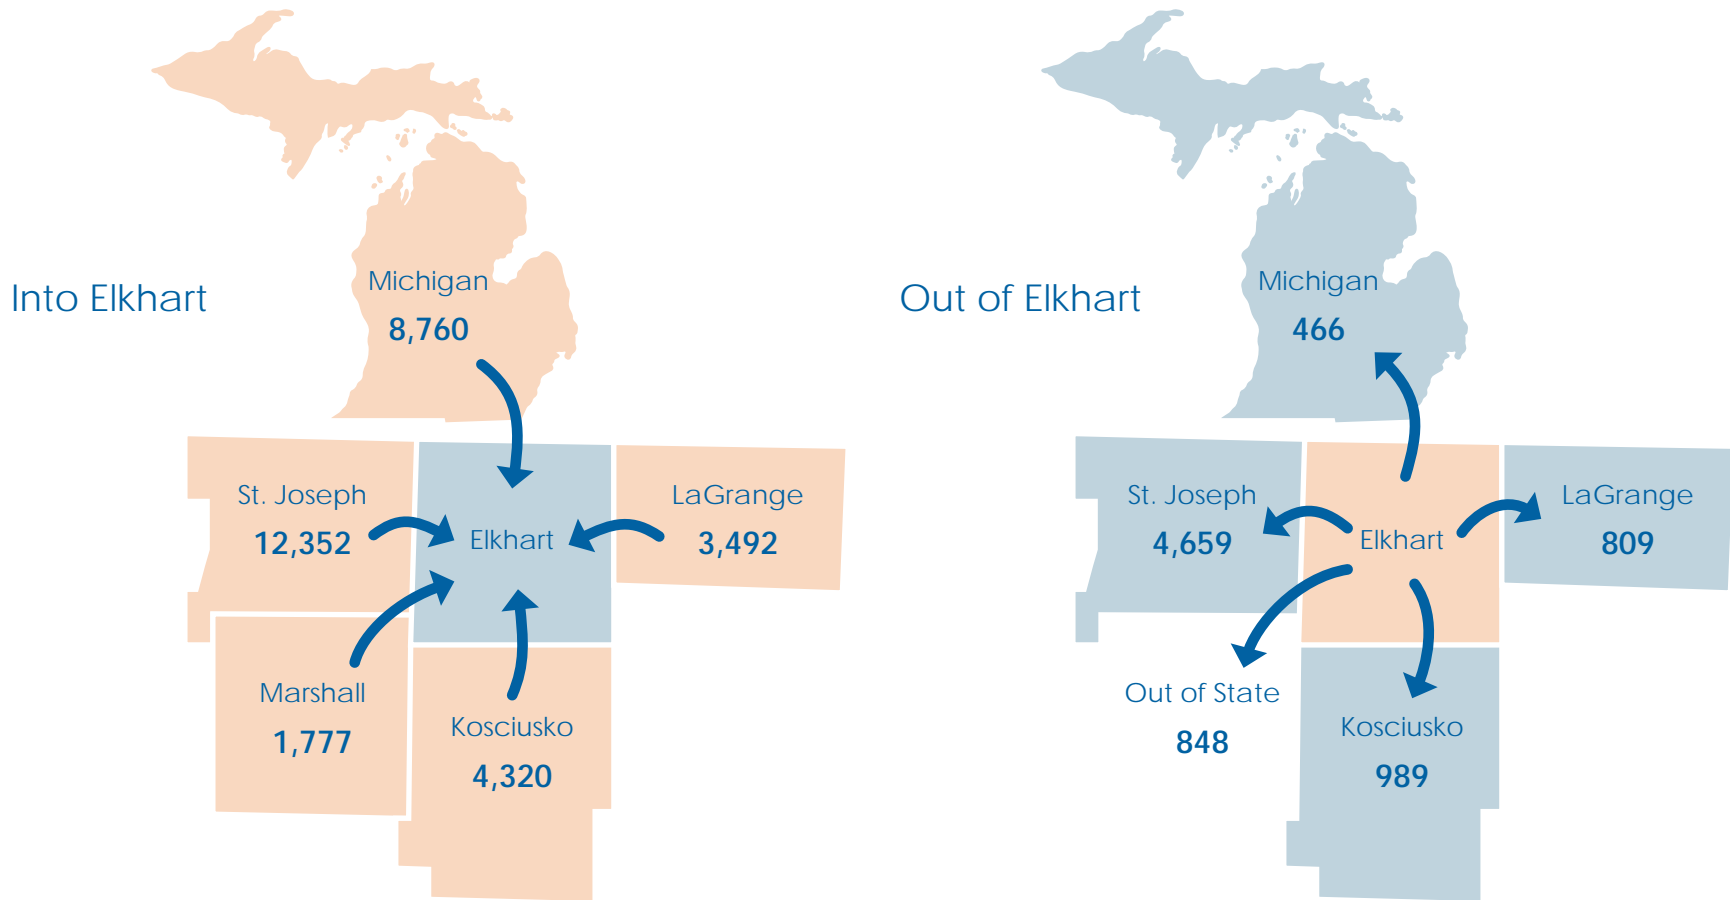 Into Elkhart
Michigan
8,760
St. Joseph
12,352
Elkhart
LaGrange
3,492
Marshall
1,777
Kosciusko
4,320
Out of Elkhart
Michigan
466
St. Joseph
4,659
Elkhart
LaGrange
809
Out of State
848
Kosciusko
989